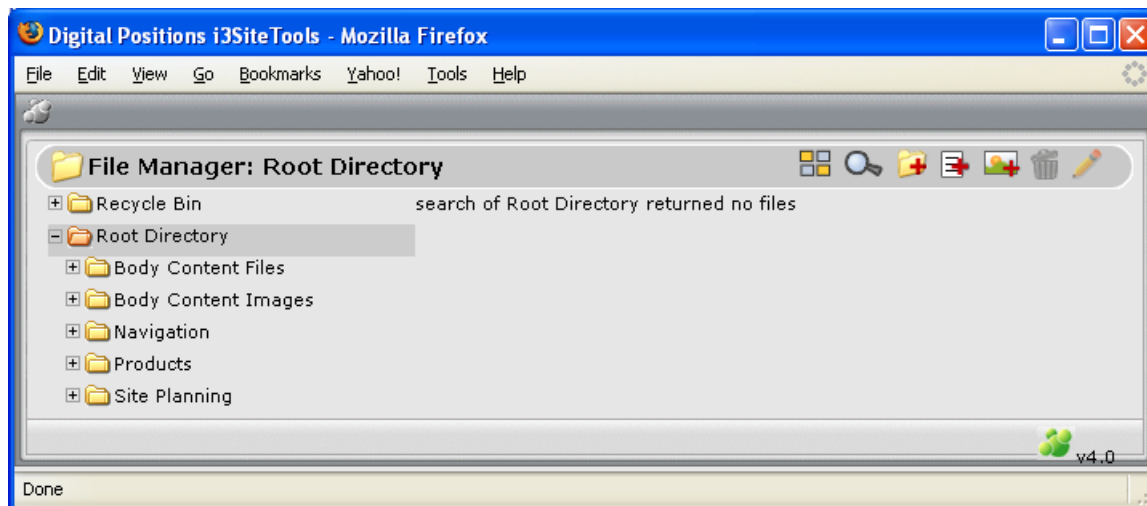 Digital Positions i3SiteTools - Mozilla Firefox
File Edit View Go Bookmarks Yahoo! Tools Help
File Manager: Root Directory
Recycle Bin search of Root Directory returned no files
Root Directory
Body Content Files
Body Content Images
Navigation
Products
Site Planning
v4.0
Done